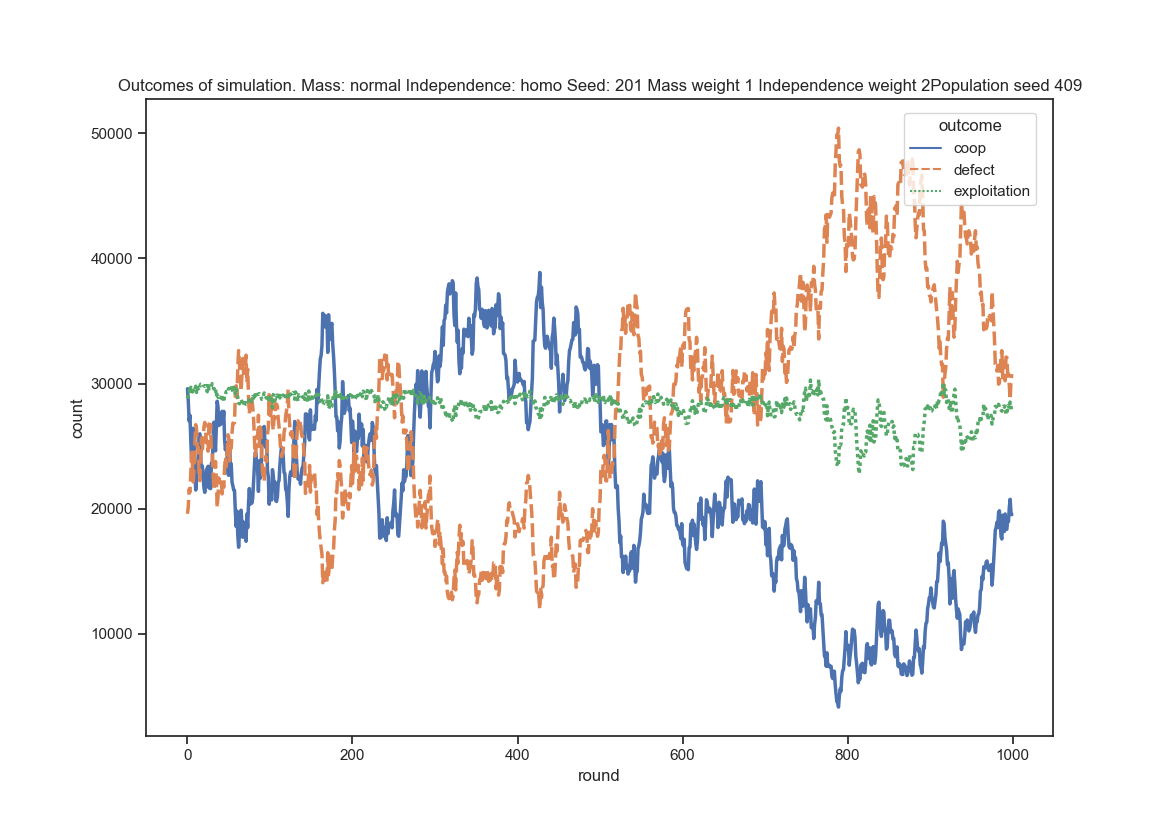 Outcomes of simulation. Mass: normal Independence: homo Seed: 201 Mass weight 1 Independence weight 2Population seed 409
outcome
coop
defect
exploitation
50000
40000
30000
20000
10000
count
0 200 400 600 800 1000
round